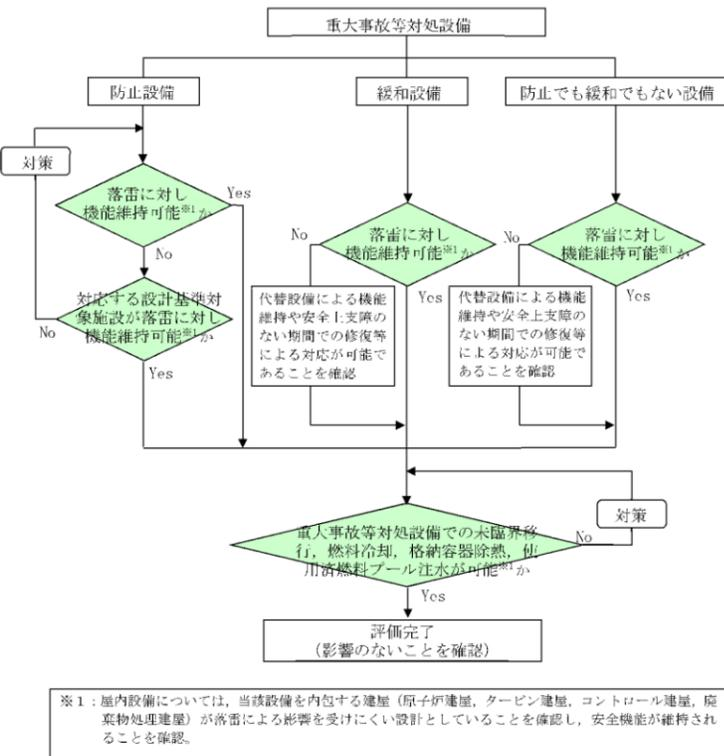 重大事故等対処設備
防止設備
緩和設備
防止でも緩和でもない設備
対策
落雷に対し
機能維持可能※1か
Yes
No
対応する設計基準対
象施設が落雷に対し
機能維持可能※1か
No
Yes
落雷に対し
機能維持可能※1か
No
Yes
代替設備による機能
維持や安全上支障の
ない期間での修復等
による対応が可能で
あることを確認
落雷に対し
機能維持可能※1か
No
Yes
代替設備による機能
維持や安全上支障の
ない期間での修復等
による対応が可能で
あることを確認
重大事故等対処設備での未臨界移
行，燃料冷却，格納容器除熱，使
用済燃料プール注水が可能※1か
No
対策
Yes
評価完了
（影響のないことを確認）
※１：屋内設備については，当該設備を内包する建屋（原子炉建屋，タービン建屋，コントロール建屋，廃
棄物処理建屋）が落雷による影響を受けにくい設計としていることを確認し，安全機能が維持され
ることを確認。